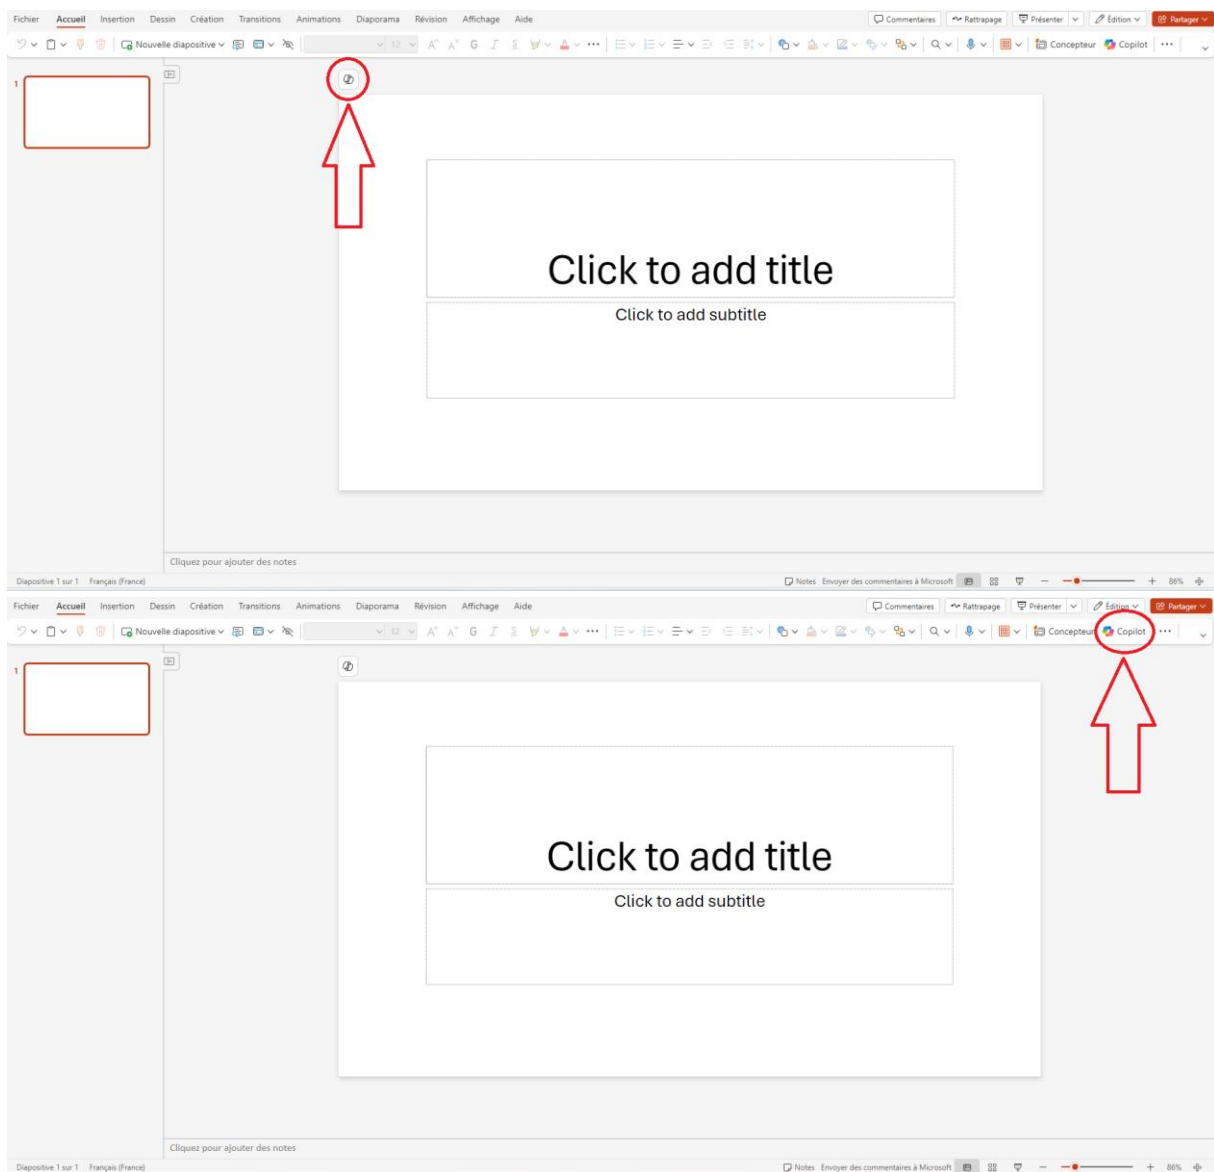 Fichier Accueil Insertion Dessin Création Transitions Animations Diaporama Révision Affichage Aide Commentaires Rattrapage Présenter Édition Partager
Nouvelle diapositive 12 A A G I S Concepteur Copilot
1
Click to add title
Click to add subtitle
Cliquez pour ajouter des notes
Diapositive 1 sur 1 Français (France) Notes Envoyer des commentaires à Microsoft 86%
Fichier Accueil Insertion Dessin Création Transitions Animations Diaporama Révision Affichage Aide Commentaires Rattrapage Présenter Édition Partager
Nouvelle diapositive 12 A A G I S Concepteur Copilot
1
Click to add title
Click to add subtitle
Cliquez pour ajouter des notes
Diapositive 1 sur 1 Français (France) Notes Envoyer des commentaires à Microsoft 86%